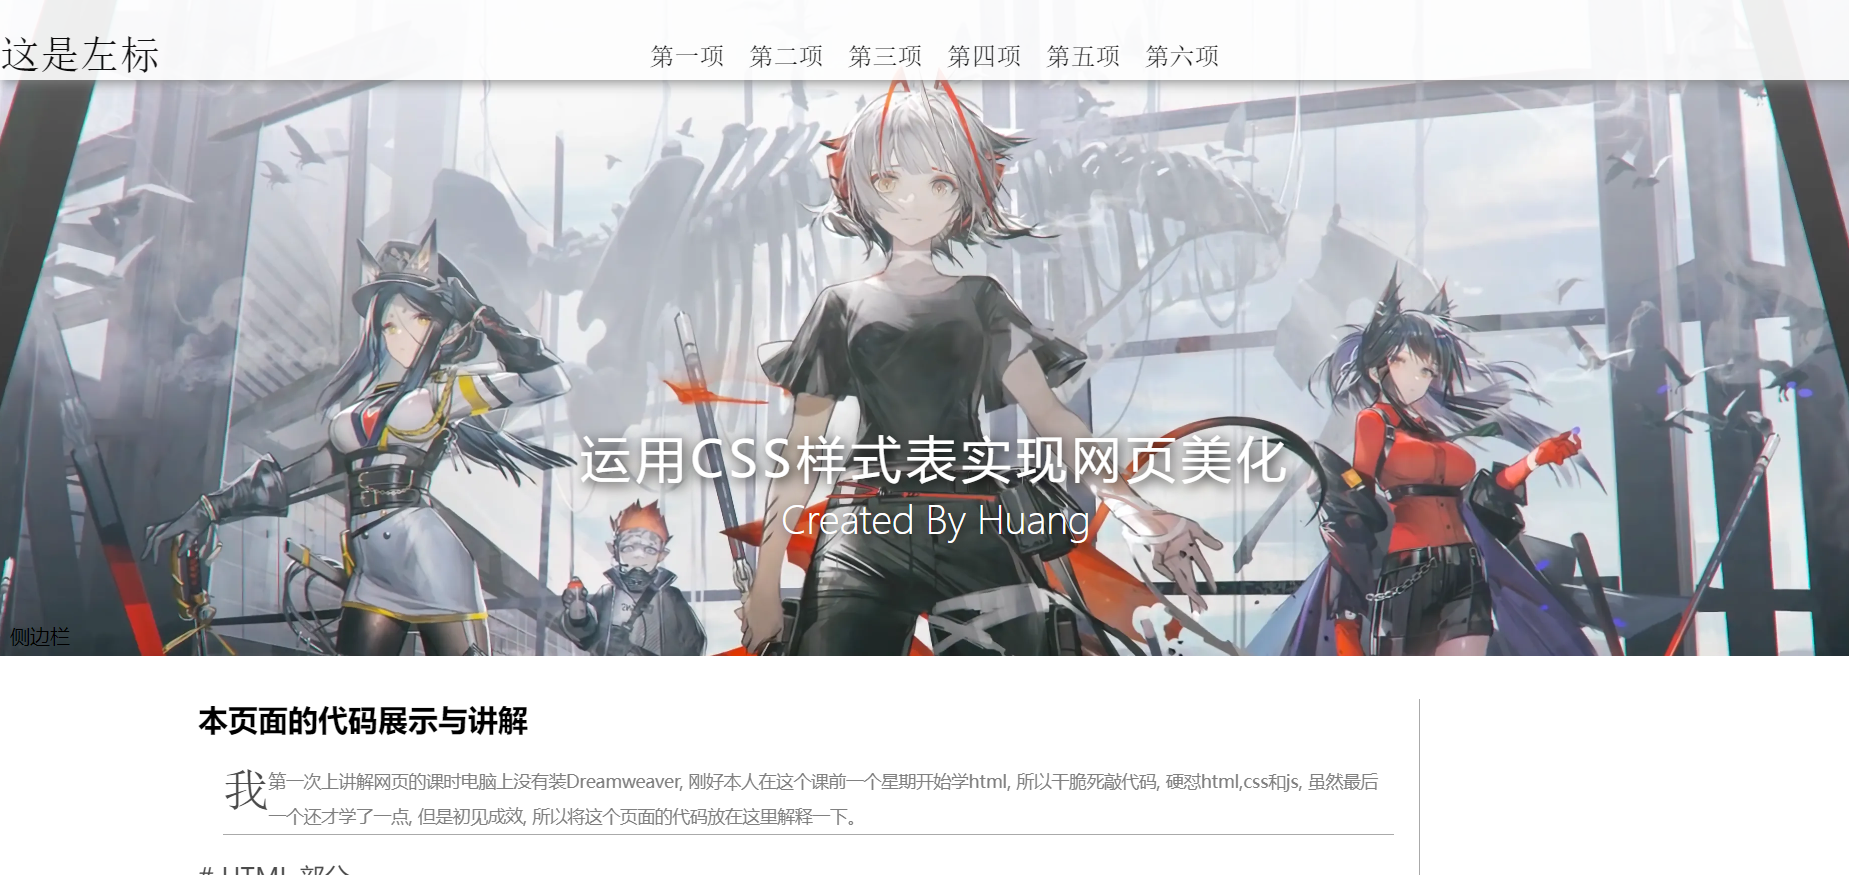 这是左标
第一项 第二项 第三项 第四项 第五项 第六项
运用CSS样式表实现网页美化
Created By Huang
侧边栏
本页面的代码展示与讲解
我第一次上讲解网页的课时电脑上没有装Dreamweaver, 刚好本人在这个课前一个星期开始学html, 所以干脆死敲代码, 硬怼html,css和js, 虽然最后
一个还才学了一点, 但是初见成效, 所以将这个页面的代码放在这里解释一下。
# HTML 部分